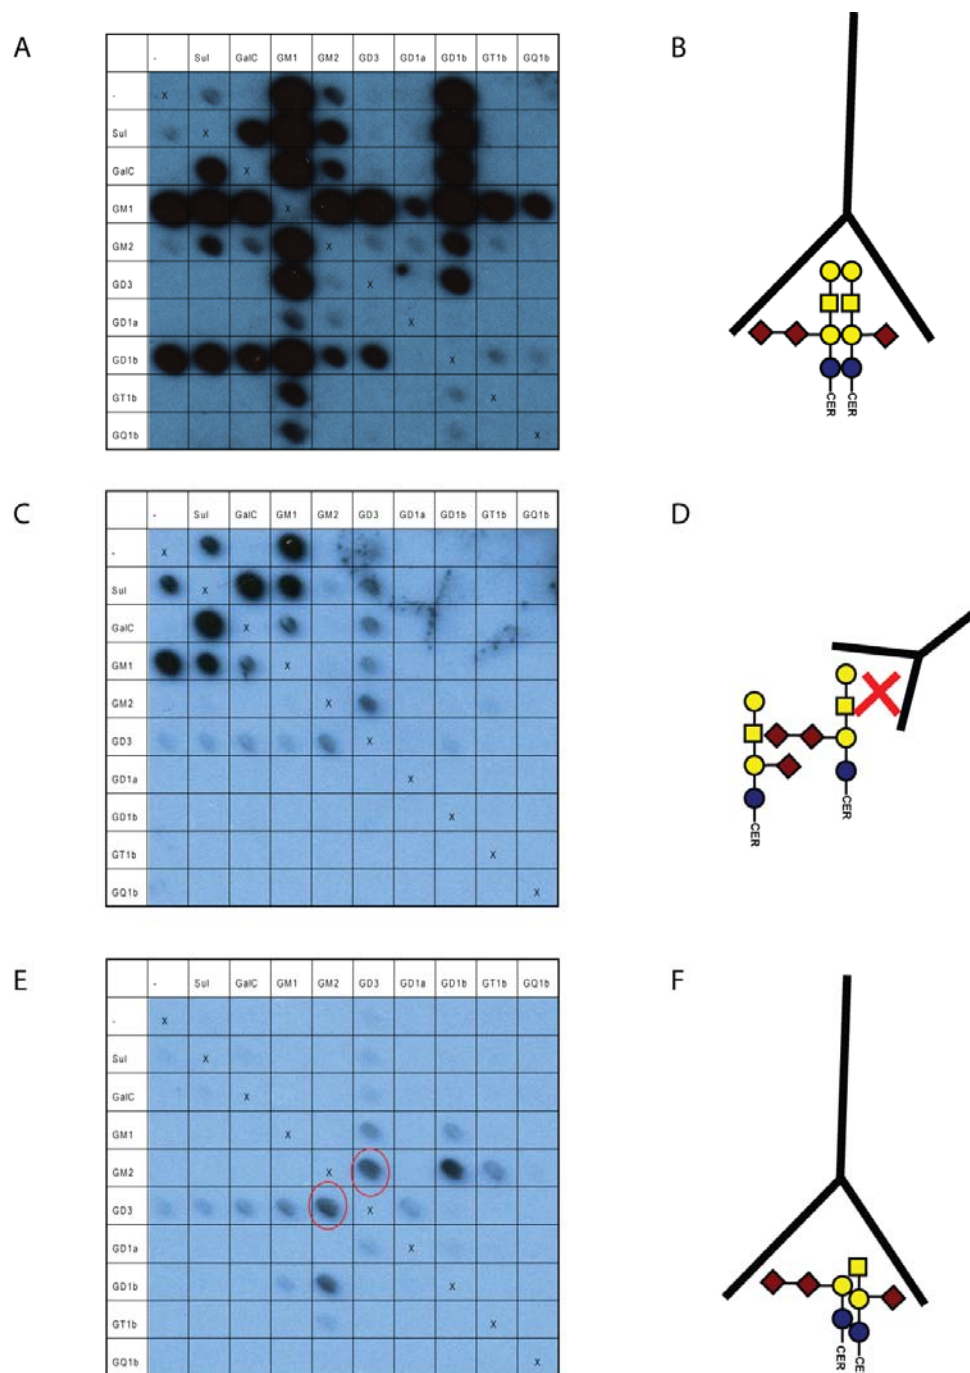 A
B
- Sul GalC GM1 GM2 GD3 GD1a GD1b GT1b GQ1b
- X
Sul X
GalC X
GM1 X
GM2 X
GD3 X
GD1a X
GD1b X
GT1b X
GQ1b X
CER CER
C
D
- Sul GalC GM1 GM2 GD3 GD1a GD1b GT1b GQ1b
- X
Sul X
GalC X
GM1 X
GM2 X
GD3 X
GD1a X
GD1b X
GT1b X
GQ1b X
CER CER
E
F
- Sul GalC GM1 GM2 GD3 GD1a GD1b GT1b GQ1b
- X
Sul X
GalC X
GM1 X
GM2 X
GD3 X
GD1a X
GD1b X
GT1b X
GQ1b X
CER CE